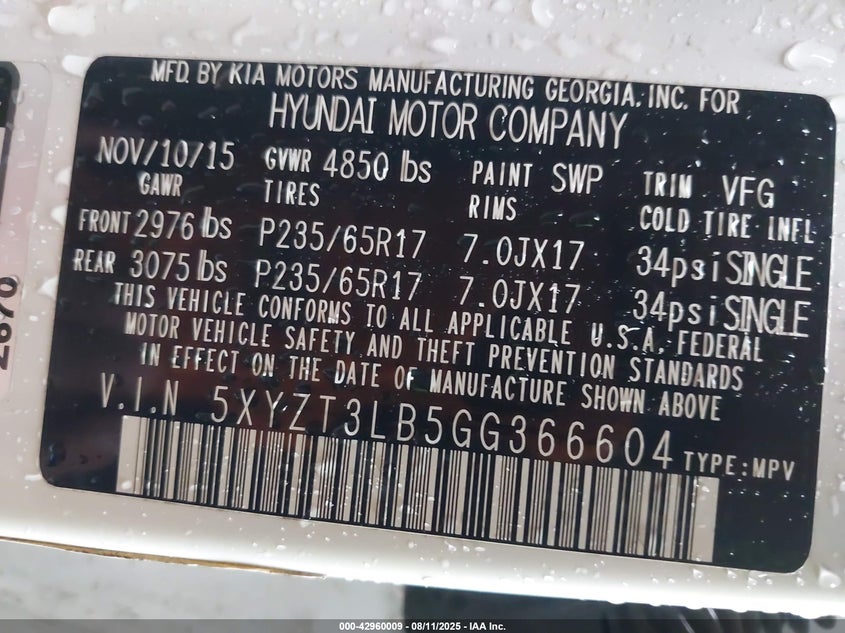 MFD. BY KIA MOTORS MANUFACTURING GEORGIA, INC. FOR
HYUNDAI MOTOR COMPANY
NOV/10/15 GVWR 4850 lbs PAINT SWP TRIM VFG
GAWR TIRES RIMS COLD TIRE INFL
FRONT 2976 lbs P235/65R17 7.0JX17 34psi SINGLE
REAR 3075 lbs P235/65R17 7.0JX17 34psi SINGLE
THIS VEHICLE CONFORMS TO ALL APPLICABLE U.S.A. FEDERAL
MOTOR VEHICLE SAFETY AND THEFT PREVENTION STANDARDS
IN EFFECT ON THE DATE OF MANUFACTURE SHOWN ABOVE
V.I.N 5XYZT3LB5GG366604 TYPE:MPV
000-42960009 - 08/11/2025 - IAA Inc.